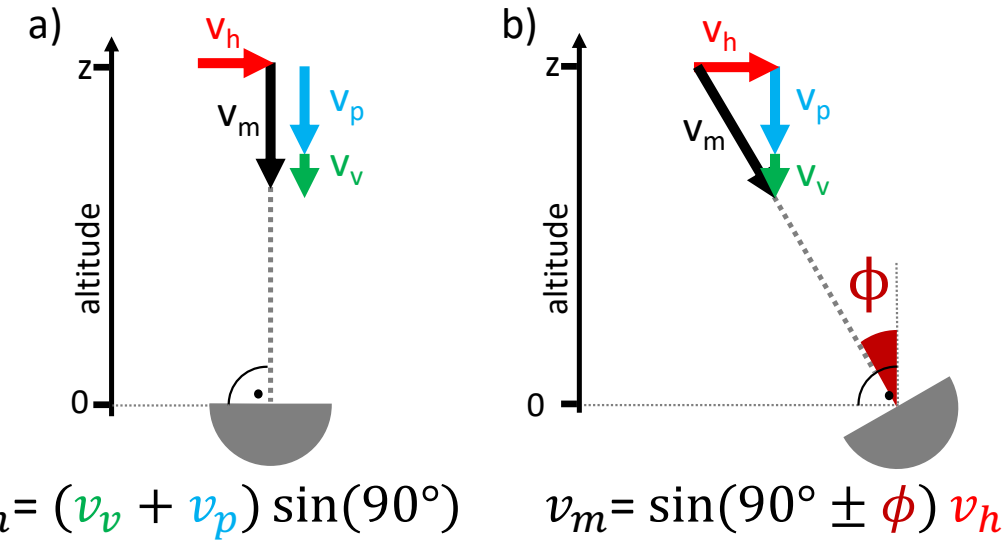 a)
v_h
z
v_m
v_p
v_v
altitude
0
= (v_v + v_p) sin(90°)
b)
v_h
z
v_m
v_p
v_v
altitude
ϕ
0
v_m = sin(90° ± ϕ) v_h